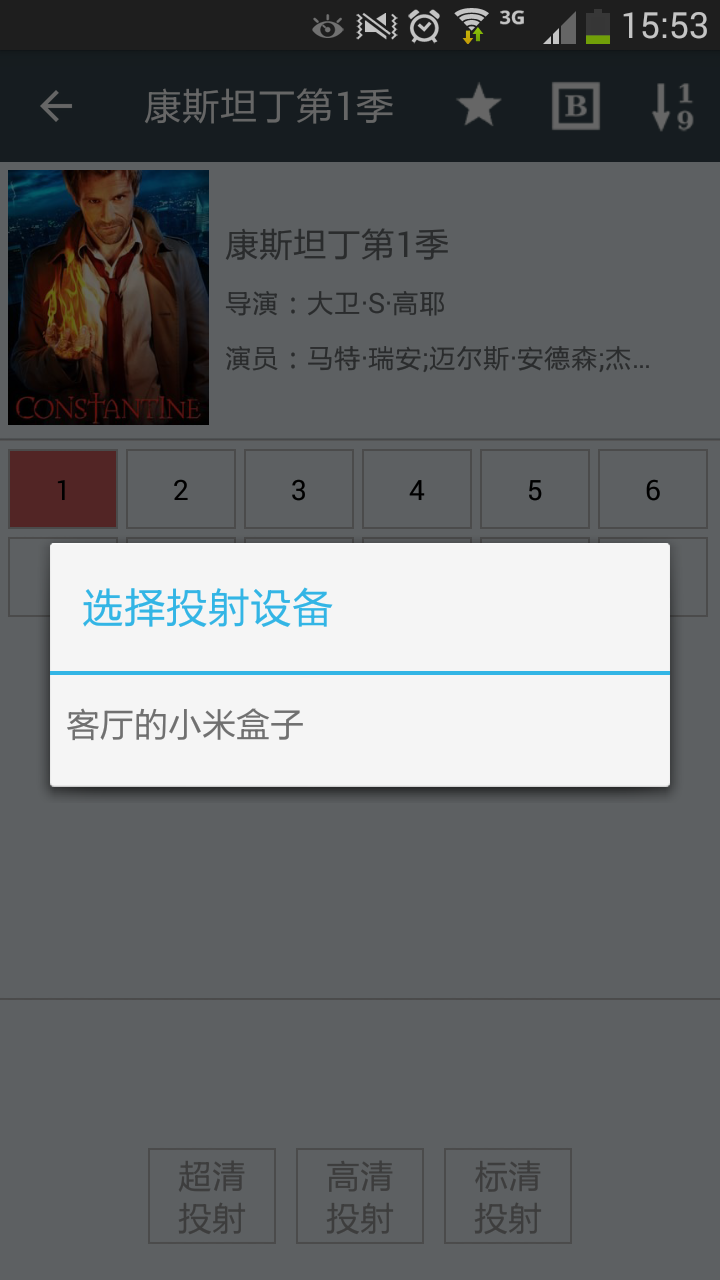 3G 15:53
康斯坦丁第1季 B 1 9
康斯坦丁第1季
导演：大卫·S·高耶
演员：马特·瑞安;迈尔斯·安德森;杰...
CONSTANTINE
1 2 3 4 5 6
选择投射设备
客厅的小米盒子
超清 高清 标清
投射 投射 投射